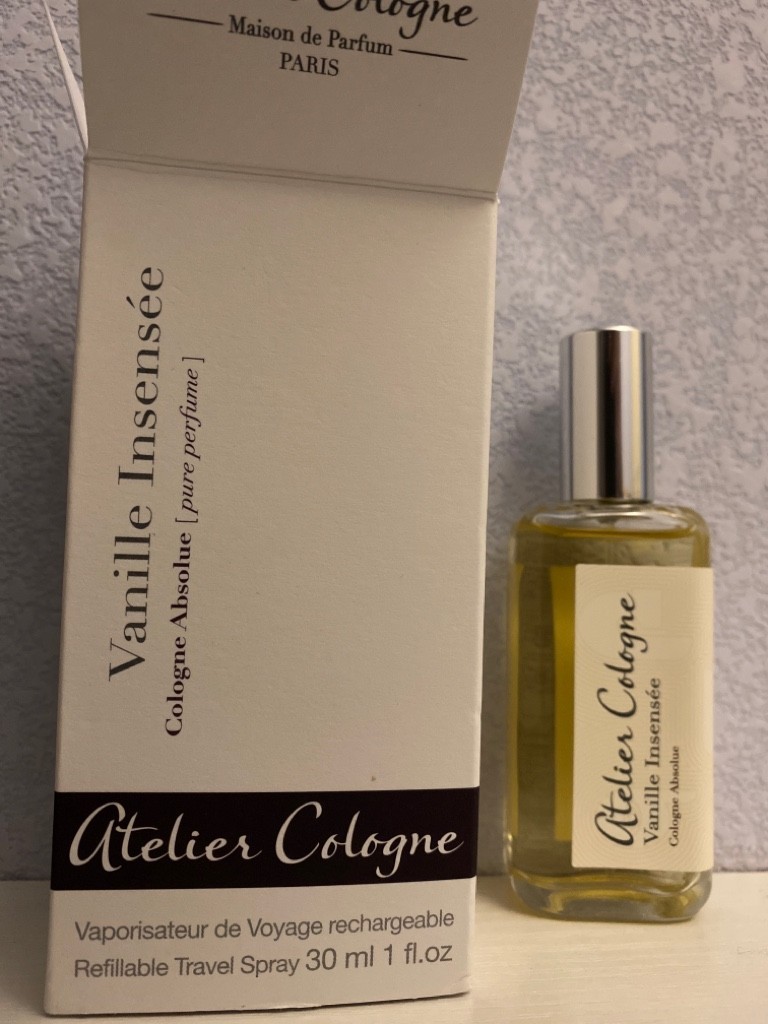 Cologne
Maison de Parfum
PARIS
Vanille Insensée
Cologne Absolue [pure perfume]
Atelier Cologne
Vaporisateur de Voyage rechargeable
Refillable Travel Spray 30 ml 1 fl.oz
Atelier Cologne
Vanille Insensée
Cologne Absolue